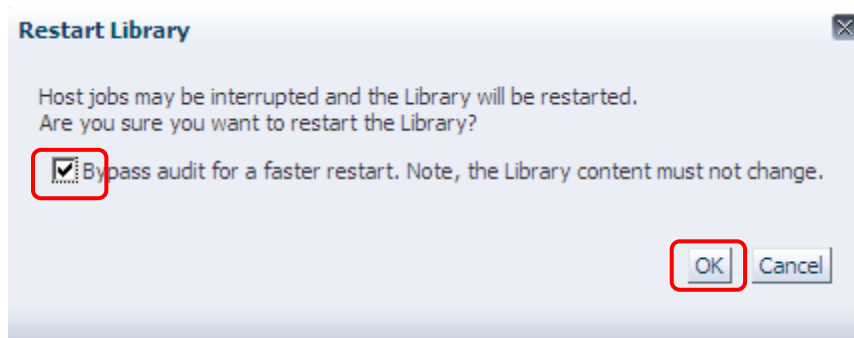 Restart Library
Host jobs may be interrupted and the Library will be restarted.
Are you sure you want to restart the Library?
Bypass audit for a faster restart. Note, the Library content must not change.
OK Cancel